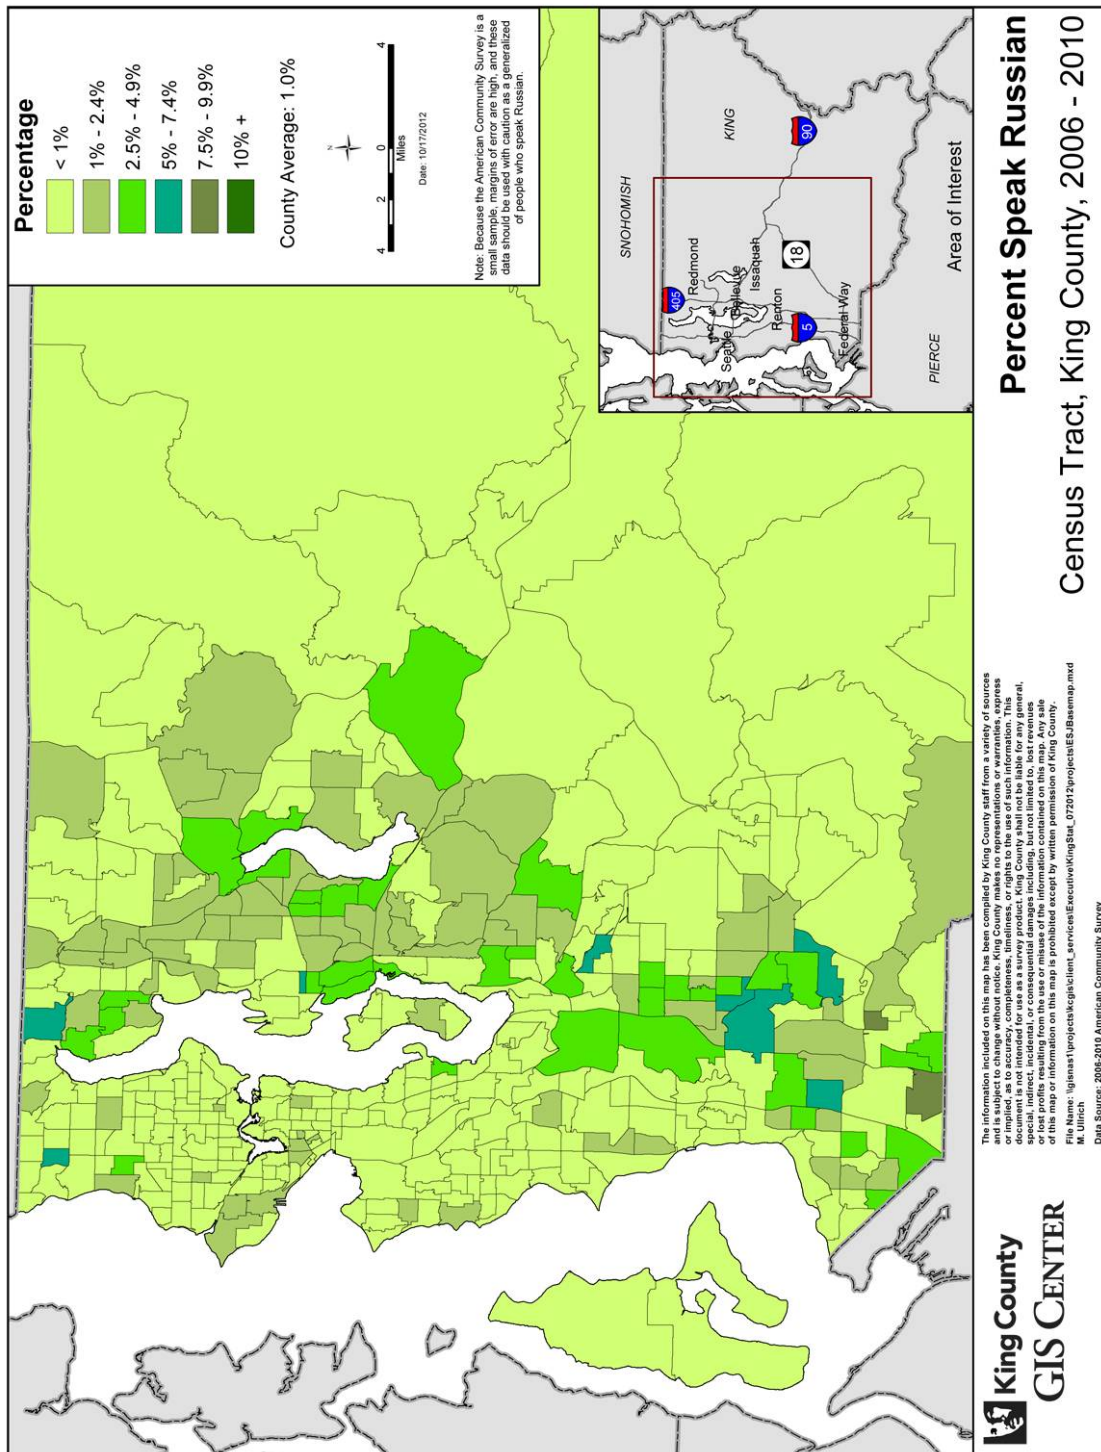 Percentage
< 1%
1% - 2.4%
2.5% - 4.9%
5% - 7.4%
7.5% - 9.9%
10% +
County Average: 1.0%
N
4 2 0 4
Miles
Date: 10/17/2012
Note: Because the American Community Survey is a
small sample, margins of error are high, and these
data should be used with caution as a generalized
of people who speak Russian.
SNOHOMISH
KING
PIERCE
405
Redmond
Seattle
Bellevue
Issaquah
90
Renton
18
5
Federal Way
Area of Interest
Percent Speak Russian
Census Tract, King County, 2006 - 2010
The information included on this map has been compiled by King County staff from a variety of sources
and is subject to change without notice. King County makes no representations or warranties, express
or implied, as to accuracy, completeness, timeliness, or rights to the use of such information. This
document is not intended for use as a survey product. King County shall not be liable for any general,
special, indirect, incidental, or consequential damages including, but not limited to, lost revenues
or lost profits resulting from the use or misuse of the information contained on this map. Any sale
of this map or information on this map is prohibited except by written permission of King County.
File Name: \\gisnas1\projects\kcgis\client_services\Executive\KingStat_072012\projects\ESJBasemap.mxd
M. Ullrich
Data Source: 2006-2010 American Community Survey
King County
GIS CENTER